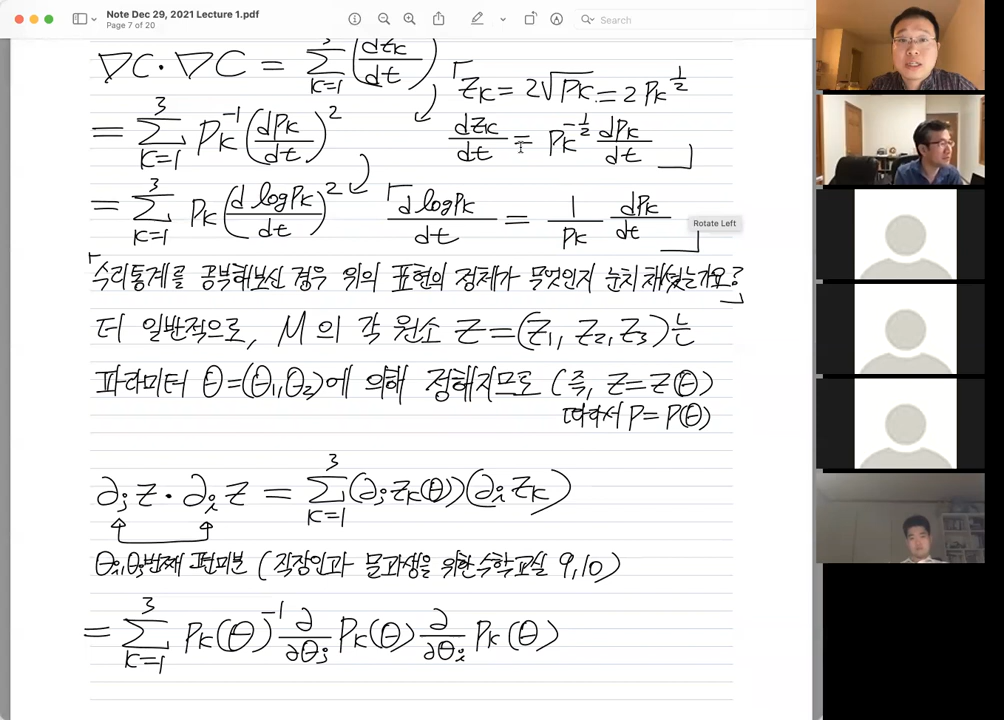 Note Dec 29, 2021 Lecture 1.pdf
Page 7 of 20
Search
∇C · ∇C = Σ_{K=1}^{3} (dz_K/dt)
「z_K = 2√P_K = 2 P_K^{1/2}
= Σ_{K=1}^{3} P_K^{-1} (dP_K/dt)^2
dz_K/dt = P_K^{-1/2} dP_K/dt 」
= Σ_{K=1}^{3} P_K (d log P_K/dt)^2 「d log P_K/dt = 1/P_K dP_K/dt 」
Rotate Left
「수리통계를 공부해보신 경우 위의 표현의 정체가 무엇인지 눈치 채셨는가요?」
더 일반적으로, M의 각 원소 Z=(Z_1, Z_2, Z_3)는
파라미터 θ=(θ_1, θ_2)에 의해 정해지므로 (즉, Z=Z(θ)
따라서 P=P(θ)
∂_j Z · ∂_i Z = Σ_{K=1}^{3} (∂_j Z_K(θ))(∂_i Z_K)
θ_i, θ_j번째 편미분 (직장인과 문과생을 위한 수학교실 9,10)
= Σ_{K=1}^{3} P_K(θ)^{-1} ∂/∂θ_j P_K(θ) ∂/∂θ_i P_K(θ)